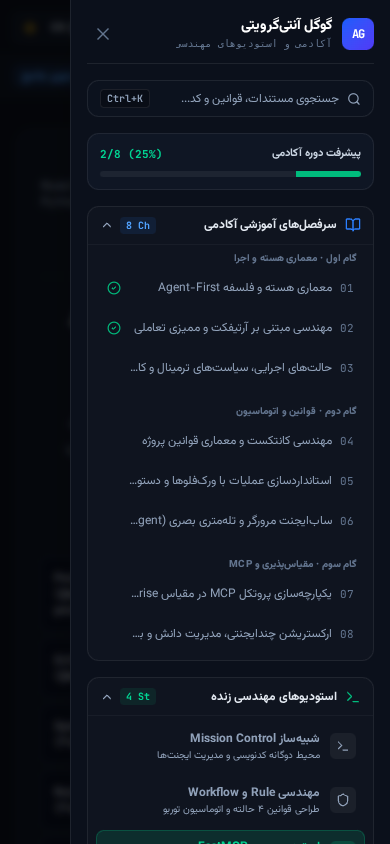 گوگل آنتی‌گرویتی
AG
آکادمی و استودیوهای مهندسی
جستجوی مستندات، قوانین و کد...
Ctrl+K
پیشرفت دوره آکادمی
2/8 (25%)
سرفصل‌های آموزشی آکادمی
8 Ch
گام اول · معماری هسته و اجرا
01 معماری هسته و فلسفه Agent-First
02 مهندسی مبتنی بر آرتیفکت و ممیزی تعاملی
03 حالت‌های اجرایی، سیاست‌های ترمینال و کا...
گام دوم · قوانین و اتوماسیون
04 مهندسی کانتکست و معماری قوانین پروژه
05 استانداردسازی عملیات با ورک‌فلوها و دستو...
06 ساب‌ایجنت مرورگر و تله‌متری بصری (gent...
گام سوم · مقیاس‌پذیری و MCP
07 یکپارچه‌سازی پروتکل MCP در مقیاس rise...
08 ارکستریشن چندایجنتی، مدیریت دانش و ب...
استودیوهای مهندسی زنده
4 St
شبیه‌ساز Mission Control
محیط دوگانه کدنویسی و مدیریت ایجنت‌ها
مهندسی Rule و Workflow
طراحی قوانین ۴ حالته و اتوماسیون توربو